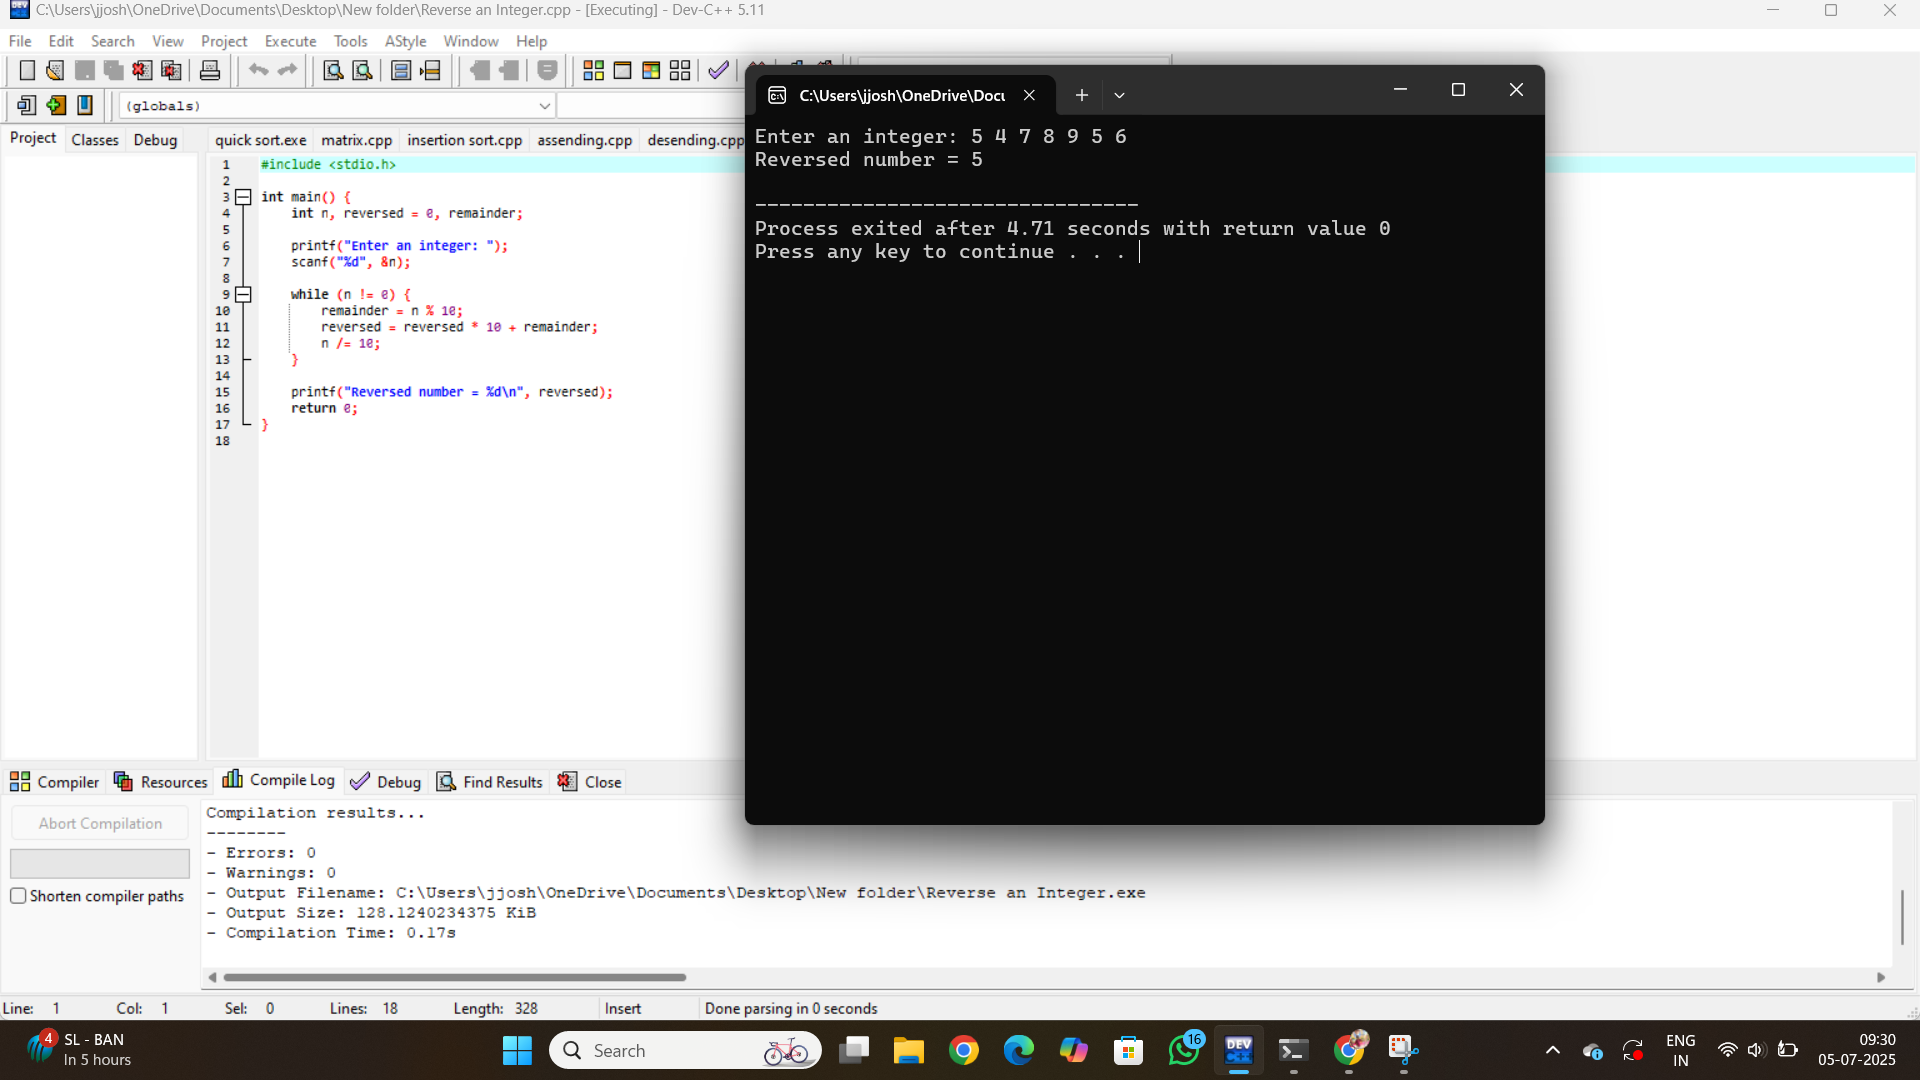 C:\Users\jjosh\OneDrive\Documents\Desktop\New folder\Reverse an Integer.cpp - [Executing] - Dev-C++ 5.11
File Edit Search View Project Execute Tools AStyle Window Help
(globals)
Project Classes Debug
quick sort.exe matrix.cpp insertion sort.cpp assending.cpp desending.cpp
1 #include <stdio.h>
2
3 int main() {
4 int n, reversed = 0, remainder;
5
6 printf("Enter an integer: ");
7 scanf("%d", &n);
8
9 while (n != 0) {
10 remainder = n % 10;
11 reversed = reversed * 10 + remainder;
12 n /= 10;
13 }
14
15 printf("Reversed number = %d\n", reversed);
16 return 0;
17 }
18
C:\Users\jjosh\OneDrive\Docu
Enter an integer: 5 4 7 8 9 5 6
Reversed number = 5
--------------------------------
Process exited after 4.71 seconds with return value 0
Press any key to continue . . .
Compiler Resources Compile Log Debug Find Results Close
Abort Compilation
Shorten compiler paths
Compilation results...
--------
- Errors: 0
- Warnings: 0
- Output Filename: C:\Users\jjosh\OneDrive\Documents\Desktop\New folder\Reverse an Integer.exe
- Output Size: 128.1240234375 KiB
- Compilation Time: 0.17s
Line: 1 Col: 1 Sel: 0 Lines: 18 Length: 328 Insert Done parsing in 0 seconds
4
SL - BAN
In 5 hours
Search
16
DEV
C++
ENG
IN
09:30
05-07-2025